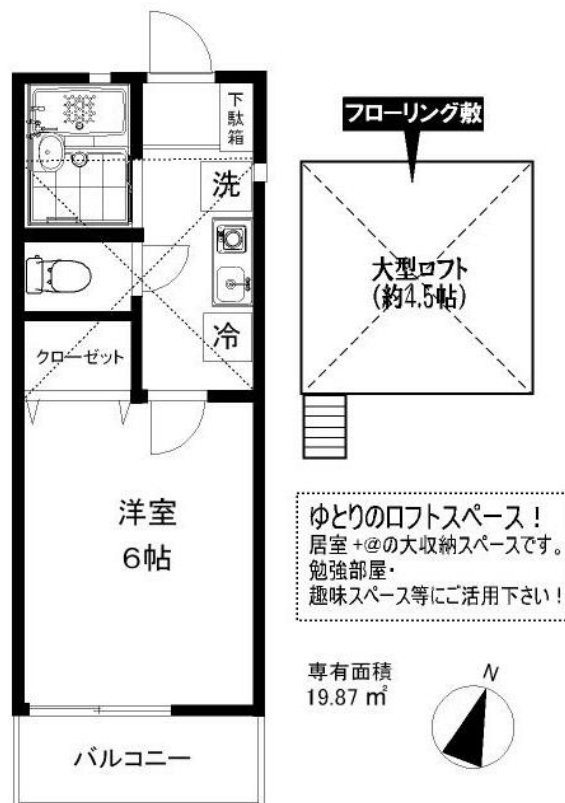 下駄箱
洗
冷
クローゼット
洋室
6帖
バルコニー
フローリング敷
大型ロフト
(約4.5帖)
ゆとりのロフトスペース！
居室+@の大収納スペースです。
勉強部屋・
趣味スペース等にご活用下さい！
専有面積
19.87 ㎡
N